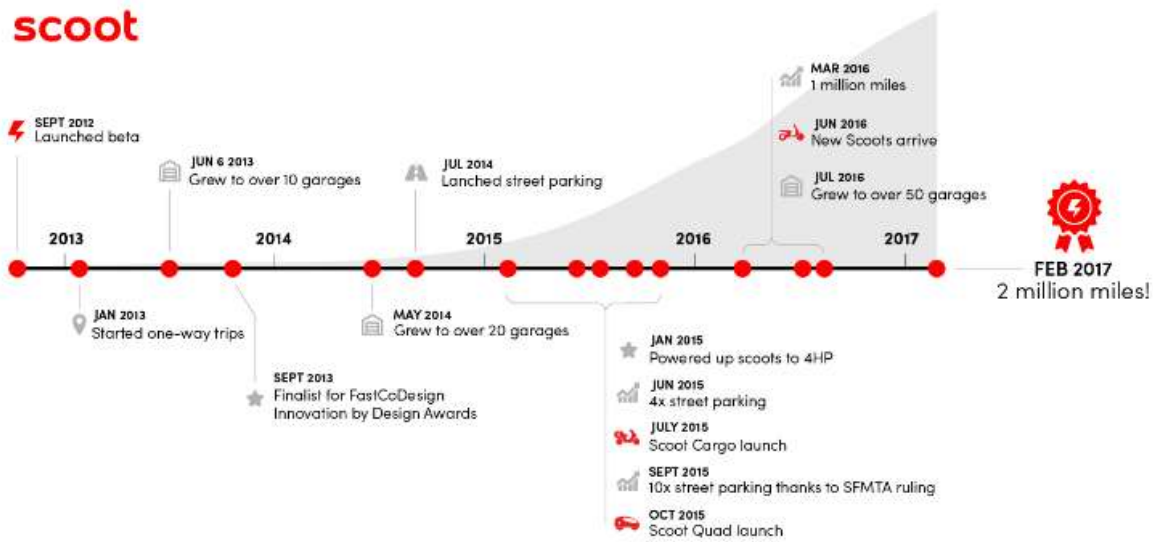 scoot
SEPT 2012
Launched beta
JUN 6 2013
Grew to over 10 garages
JUL 2014
Lanched street parking
MAR 2016
1 million miles
JUN 2016
New Scoots arrive
JUL 2016
Grew to over 50 garages
2013
2014
2015
2016
2017
FEB 2017
2 million miles!
JAN 2013
Started one-way trips
SEPT 2013
Finalist for FastCoDesign
Innovation by Design Awards
MAY 2014
Grew to over 20 garages
JAN 2015
Powered up scoots to 4HP
JUN 2015
4x street parking
JULY 2015
Scoot Cargo launch
SEPT 2015
10x street parking thanks to SFMTA ruling
OCT 2015
Scoot Quad launch